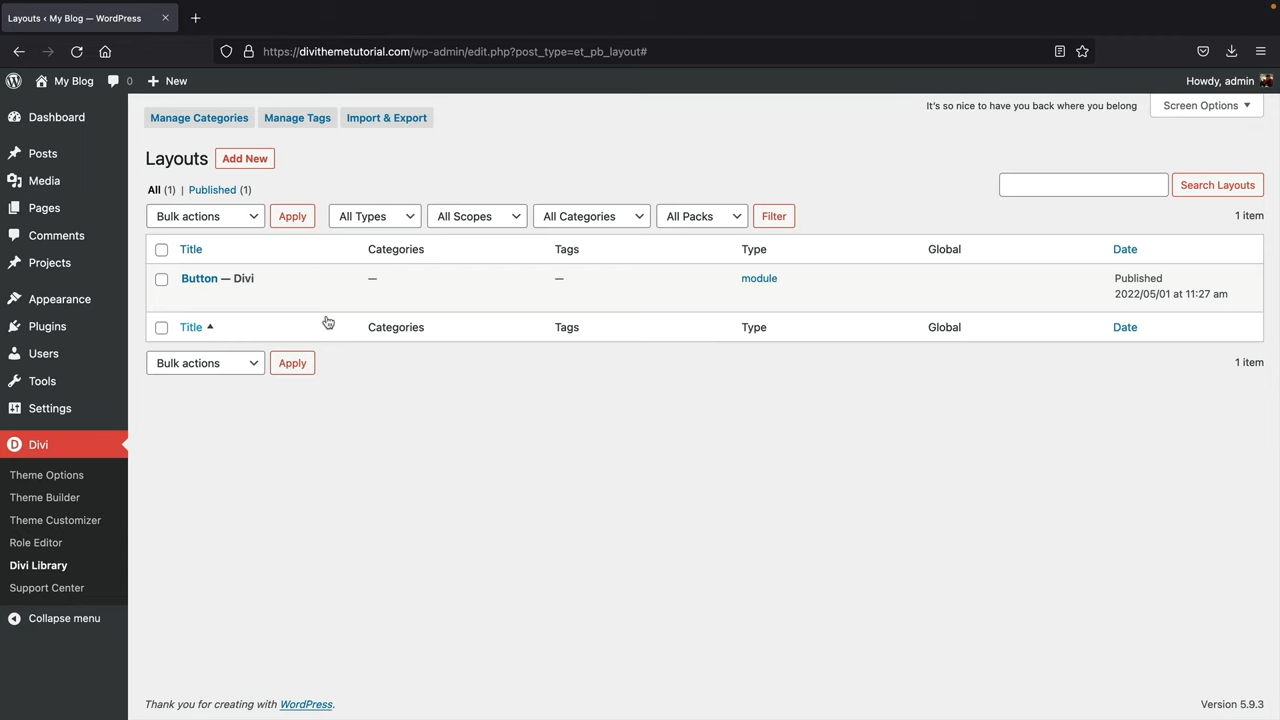 Layouts ‹ My Blog — WordPress
https://divithemetutorial.com/wp-admin/edit.php?post_type=et_pb_layout#
My Blog 0 New Howdy, admin
Dashboard
Posts
Media
Pages
Comments
Projects
Appearance
Plugins
Users
Tools
Settings
Divi
Theme Options
Theme Builder
Theme Customizer
Role Editor
Divi Library
Support Center
Collapse menu
It's so nice to have you back where you belong
Screen Options
Manage Categories Manage Tags Import & Export
Layouts Add New
All (1) | Published (1)
Search Layouts
Bulk actions Apply All Types All Scopes All Categories All Packs Filter 1 item
Title Categories Tags Type Global Date
Button — Divi — — module Published
2022/05/01 at 11:27 am
Title Categories Tags Type Global Date
Bulk actions Apply 1 item
Thank you for creating with WordPress. Version 5.9.3